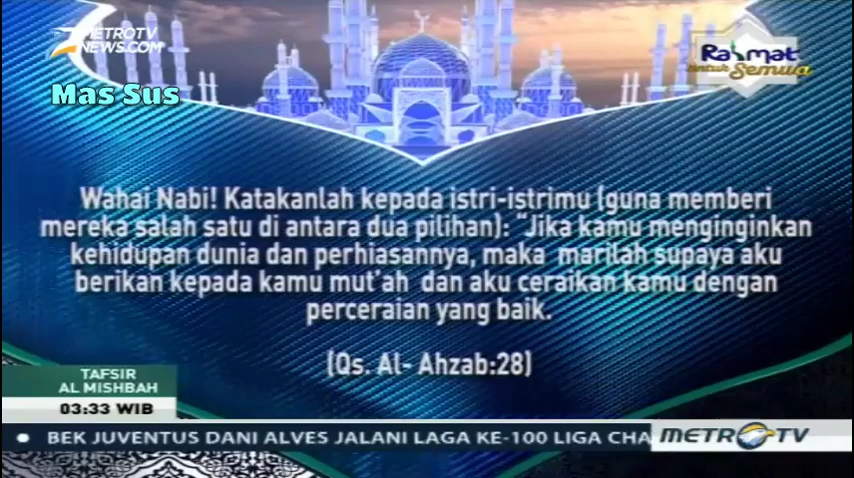 METROTV
NEWS.COM
Rahmat
untuk Semua
Mas Sus
Wahai Nabi! Katakanlah kepada istri-istrimu (guna memberi
mereka salah satu di antara dua pilihan): “Jika kamu menginginkan
kehidupan dunia dan perhiasannya, maka marilah supaya aku
berikan kepada kamu mut'ah dan aku ceraikan kamu dengan
perceraian yang baik.
(Qs. Al- Ahzab:28)
TAFSIR
AL MISHBAH
03:33 WIB
BEK JUVENTUS DANI ALVES JALANI LAGA KE-100 LIGA CHA
METRO TV